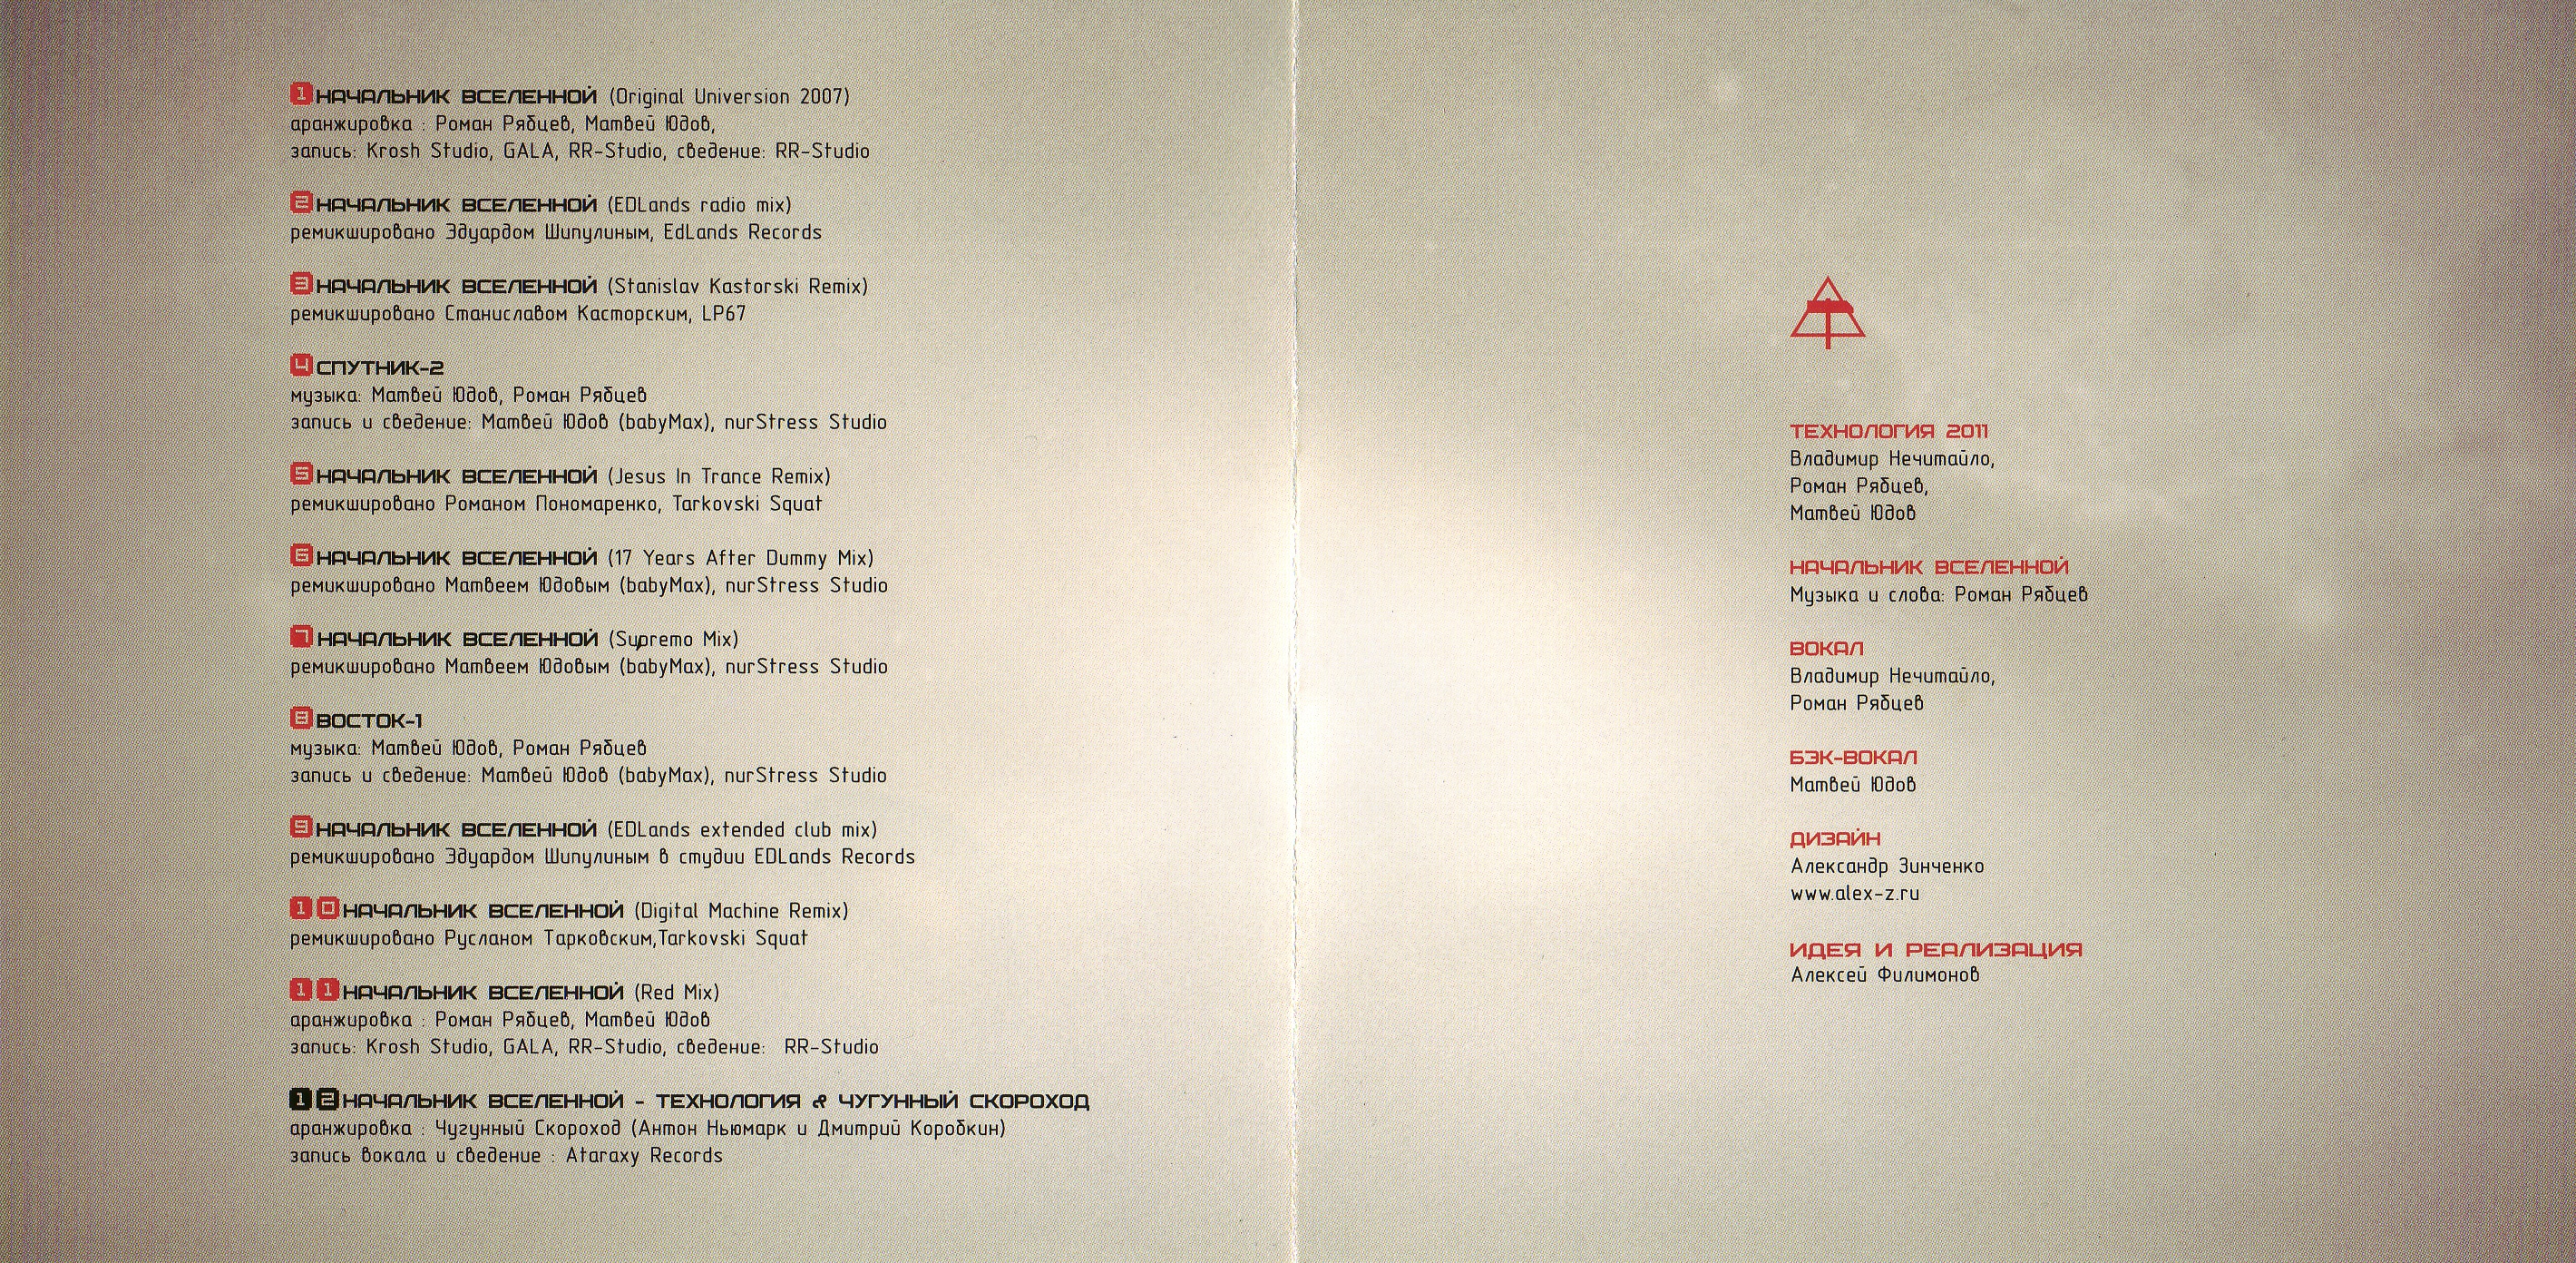 1 НАЧАЛЬНИК ВСЕЛЕННОЙ (Original Universion 2007)
аранжировка : Роман Рябцев, Матвей Юдов,
запись: Krosh Studio, GALA, RR-Studio, сведение: RR-Studio
2 НАЧАЛЬНИК ВСЕЛЕННОЙ (EDLands radio mix)
ремикшировано Эдуардом Шипулиным, EdLands Records
3 НАЧАЛЬНИК ВСЕЛЕННОЙ (Stanislav Kastorski Remix)
ремикшировано Станиславом Касторским, LP67
4 СПУТНИК-2
музыка: Матвей Юдов, Роман Рябцев
запись и сведение: Матвей Юдов (babyMax), nurStress Studio
5 НАЧАЛЬНИК ВСЕЛЕННОЙ (Jesus In Trance Remix)
ремикшировано Романом Пономаренко, Tarkovski Squat
6 НАЧАЛЬНИК ВСЕЛЕННОЙ (17 Years After Dummy Mix)
ремикшировано Матвеем Юдовым (babyMax), nurStress Studio
7 НАЧАЛЬНИК ВСЕЛЕННОЙ (Supremo Mix)
ремикшировано Матвеем Юдовым (babyMax), nurStress Studio
8 ВОСТОК-1
музыка: Матвей Юдов, Роман Рябцев
запись и сведение: Матвей Юдов (babyMax), nurStress Studio
9 НАЧАЛЬНИК ВСЕЛЕННОЙ (EDLands extended club mix)
ремикшировано Эдуардом Шипулиным в студии EDLands Records
10 НАЧАЛЬНИК ВСЕЛЕННОЙ (Digital Machine Remix)
ремикшировано Русланом Тарковским,Tarkovski Squat
11 НАЧАЛЬНИК ВСЕЛЕННОЙ (Red Mix)
аранжировка : Роман Рябцев, Матвей Юдов
запись: Krosh Studio, GALA, RR-Studio, сведение: RR-Studio
12 НАЧАЛЬНИК ВСЕЛЕННОЙ - ТЕХНОЛОГИЯ & ЧУГУННЫЙ СКОРОХОД
аранжировка : Чугунный Скороход (Антон Ньюмарк и Дмитрий Коробкин)
запись вокала и сведение : Ataraxy Records
ТЕХНОЛОГИЯ 2011
Владимир Нечитайло,
Роман Рябцев,
Матвей Юдов
НАЧАЛЬНИК ВСЕЛЕННОЙ
Музыка и слова: Роман Рябцев
ВОКАЛ
Владимир Нечитайло,
Роман Рябцев
БЭК-ВОКАЛ
Матвей Юдов
ДИЗАЙН
Александр Зинченко
www.alex-z.ru
ИДЕЯ И РЕАЛИЗАЦИЯ
Алексей Филимонов